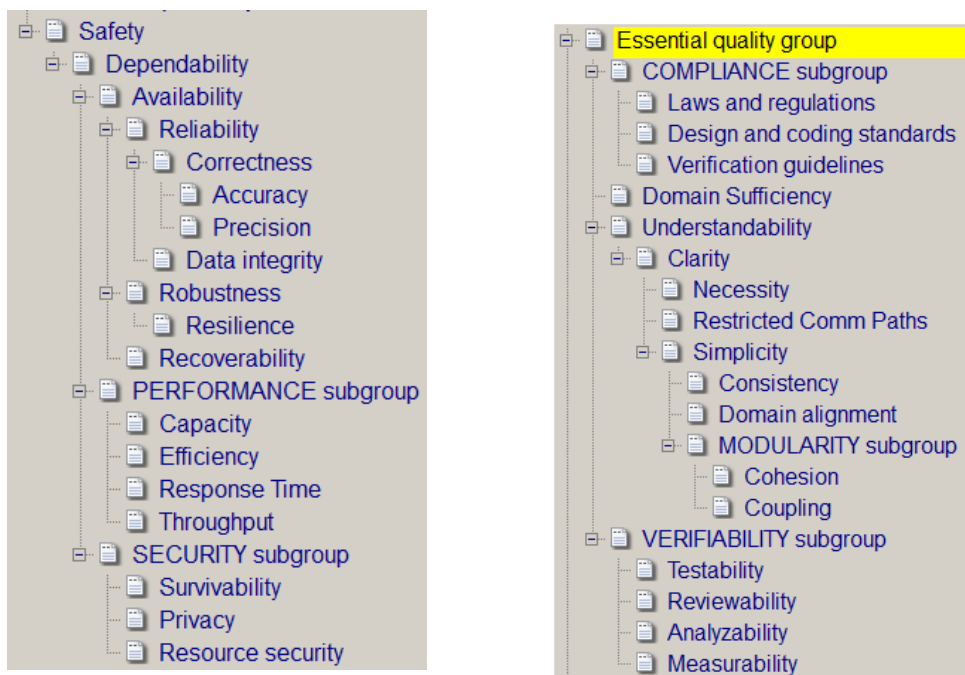 Safety
Dependability
Availability
Reliability
Correctness
Accuracy
Precision
Data integrity
Robustness
Resilience
Recoverability
PERFORMANCE subgroup
Capacity
Efficiency
Response Time
Throughput
SECURITY subgroup
Survivability
Privacy
Resource security
Essential quality group
COMPLIANCE subgroup
Laws and regulations
Design and coding standards
Verification guidelines
Domain Sufficiency
Understandability
Clarity
Necessity
Restricted Comm Paths
Simplicity
Consistency
Domain alignment
MODULARITY subgroup
Cohesion
Coupling
VERIFIABILITY subgroup
Testability
Reviewability
Analyzability
Measurability